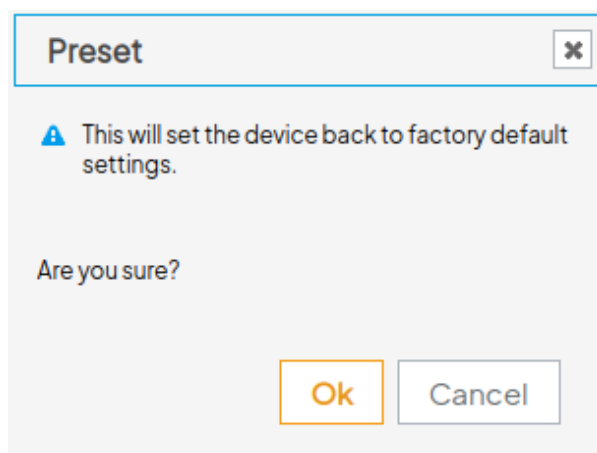 Preset
This will set the device back to factory default
settings.
Are you sure?
Ok
Cancel